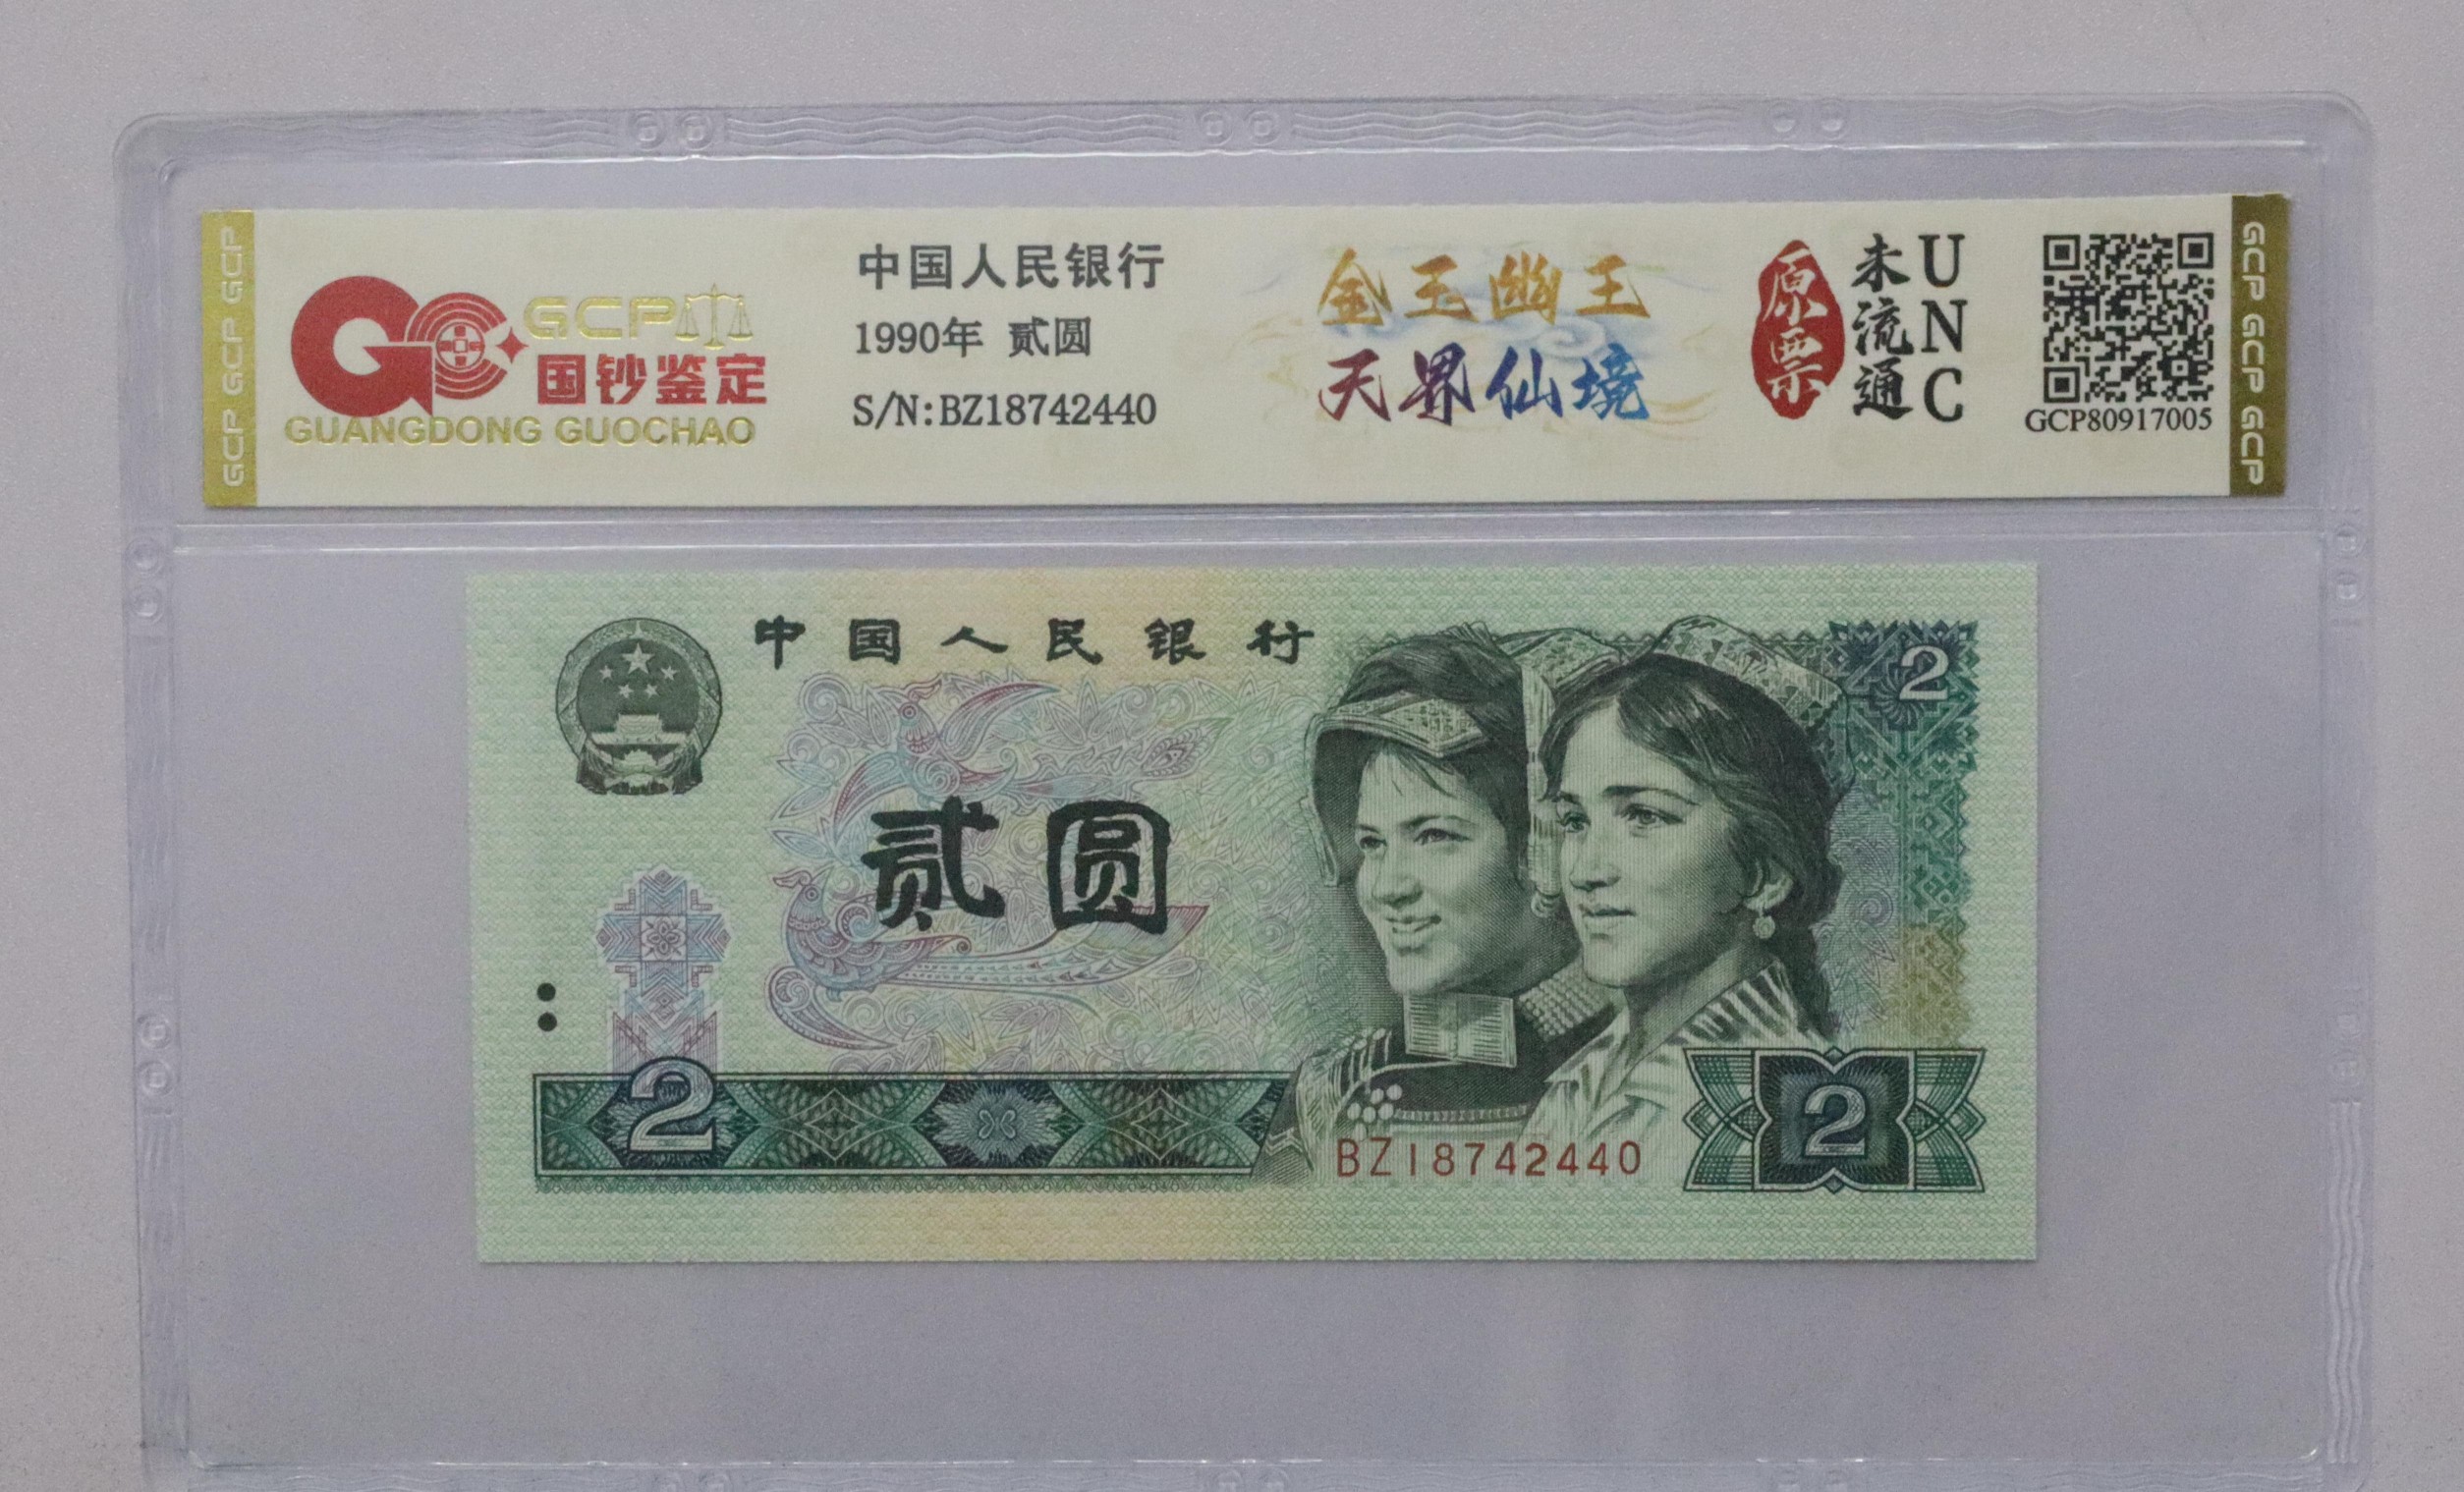 GCP GCP GCP
GCP
国钞鉴定
GUANGDONG GUOCHAO
中国人民银行
1990年 贰圆
S/N:BZ18742440
金玉幽王
天界仙境
原票
未流通
UNC
GCP80917005
GCP GCP GCP
中国人民银行
2
贰圆
2
BZ18742440
2